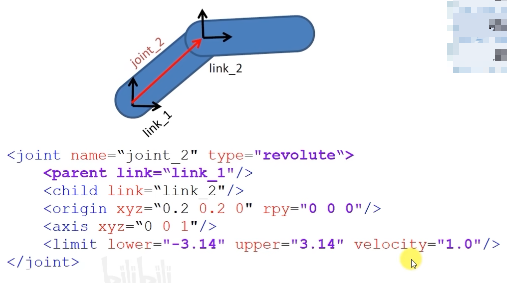 joint_2
link_2
link_1
<joint name=“joint_2" type="revolute“>
<parent link=“link_1"/>
<child link=“link_2"/>
<origin xyz=“0.2 0.2 0" rpy="0 0 0"/>
<axis xyz=“0 0 1"/>
<limit lower="-3.14" upper="3.14" velocity="1.0"/>
</joint>
bilibili